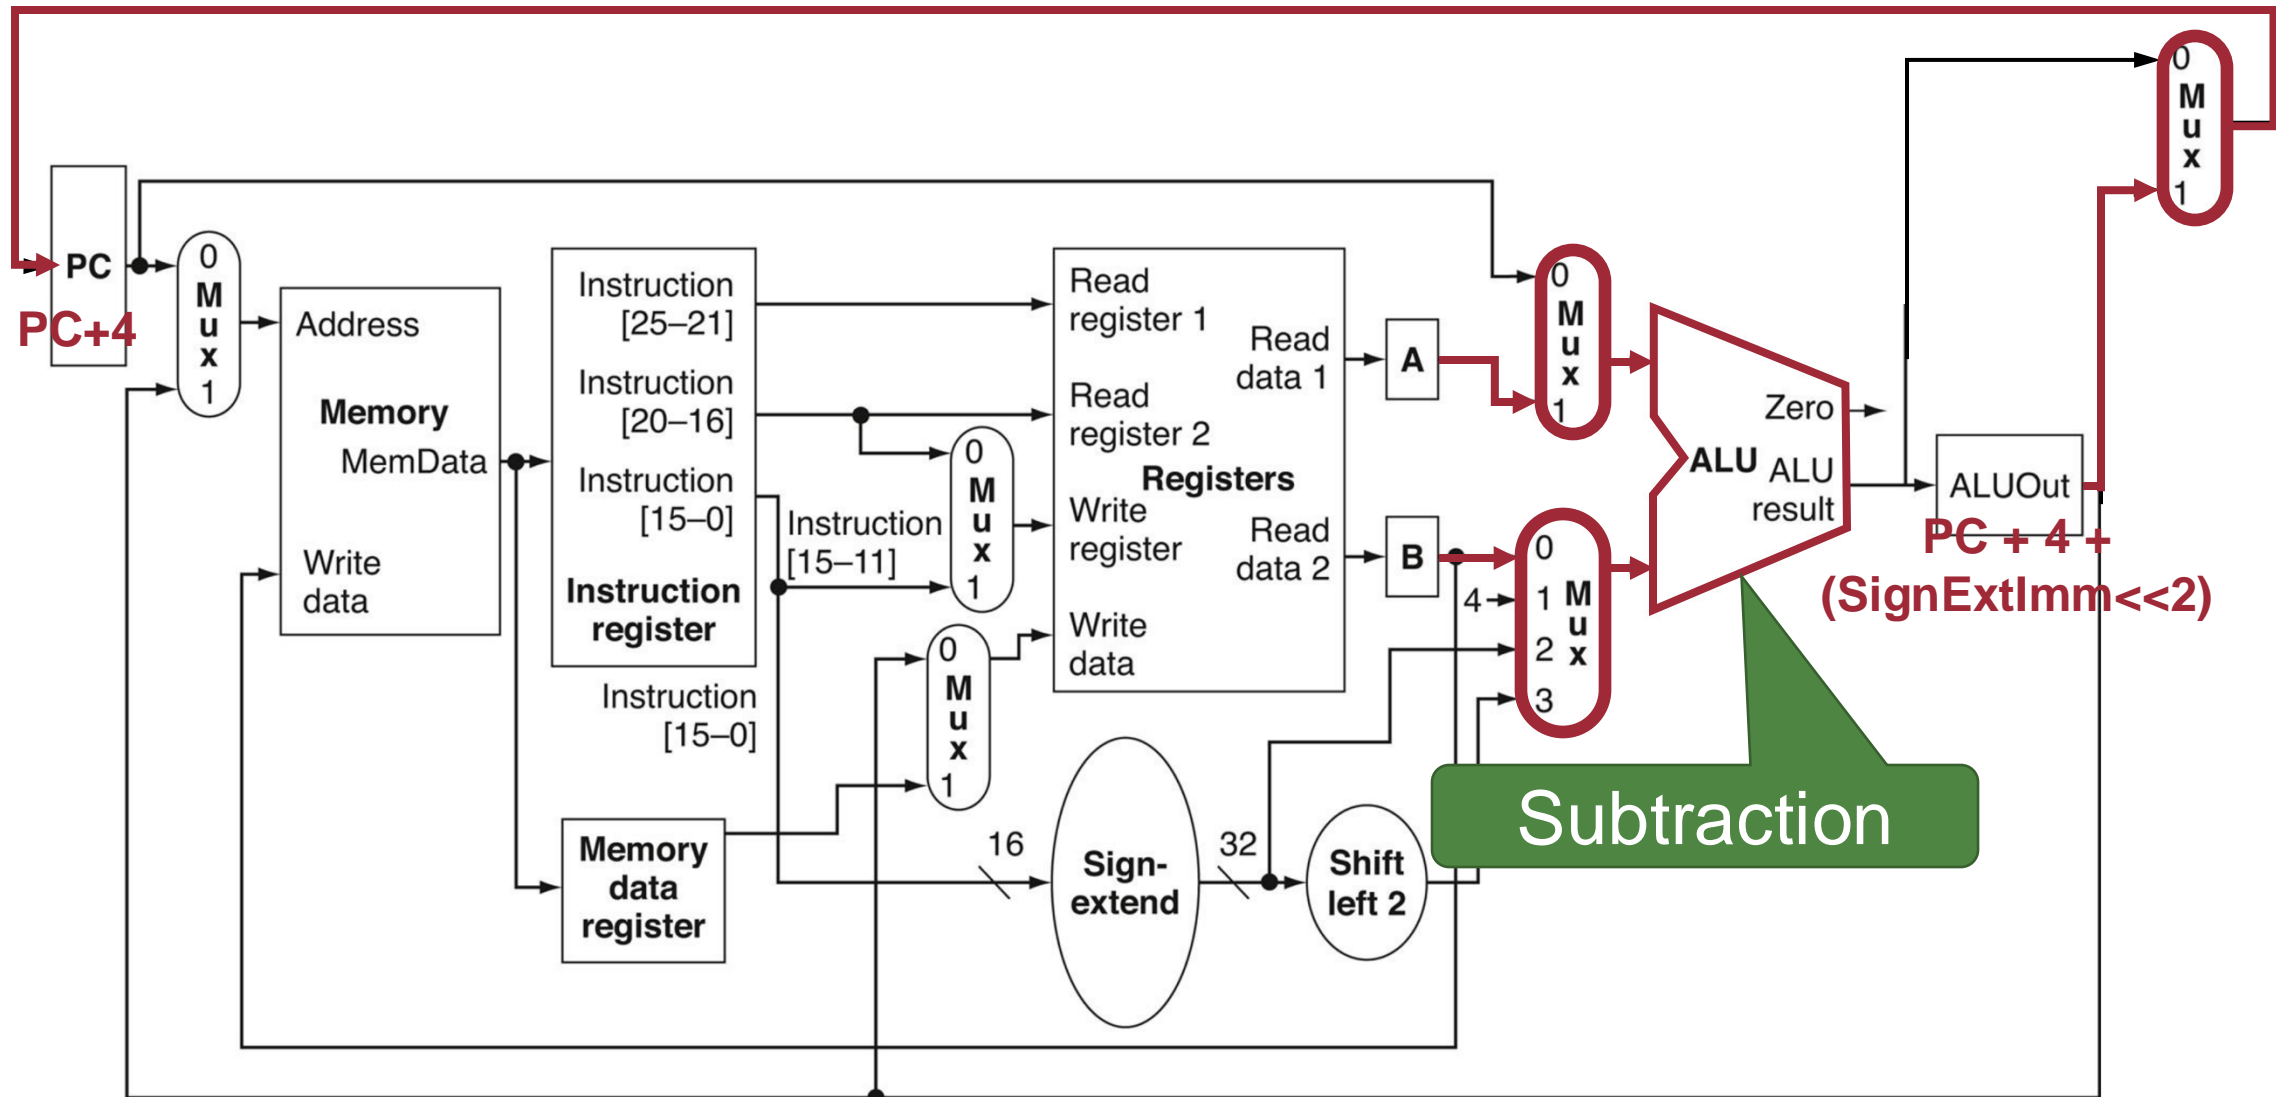 PC
PC+4
0
M
u
x
1
Address
Memory
MemData
Write
data
Instruction
[25–21]
Instruction
[20–16]
Instruction
[15–0]
Instruction
register
Instruction
[15–0]
Instruction
[15–11]
0
M
u
x
1
0
M
u
x
1
Memory
data
register
Read
register 1
Read
register 2
Registers
Write
register
Write
data
Read
data 1
Read
data 2
16
Sign-
extend
32
Shift
left 2
A
B
4
0
M
u
x
1
0
1
M
u
x
2
3
ALU
Zero
ALU
result
Subtraction
ALUOut
PC + 4 +
(SignExtImm<<2)
0
M
u
x
1